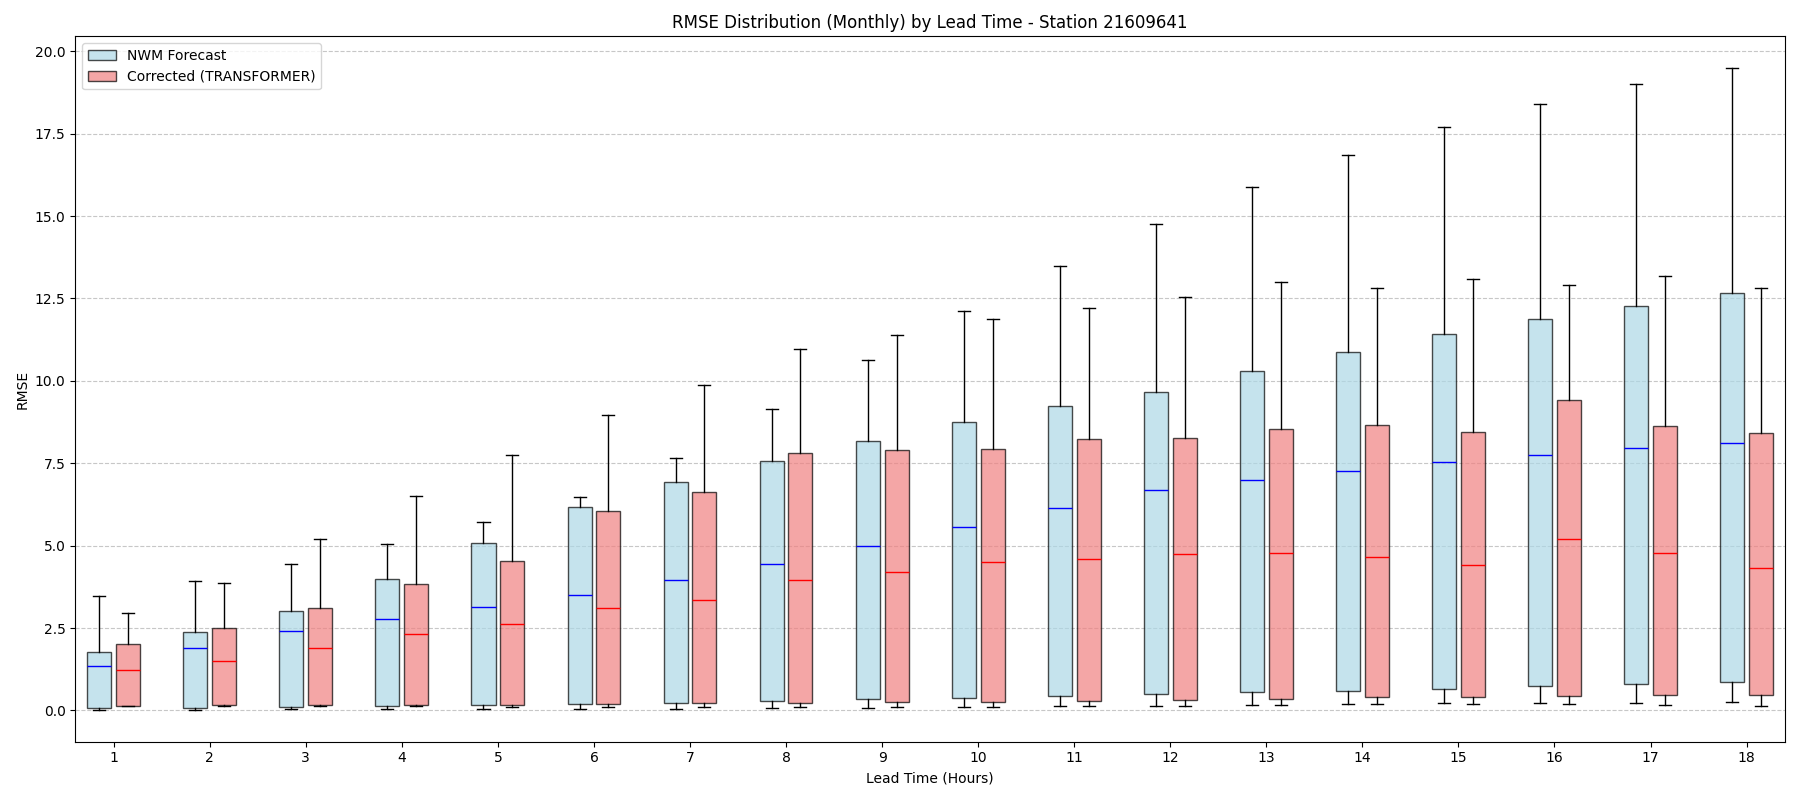 RMSE Distribution (Monthly) by Lead Time - Station 21609641
NWM Forecast
Corrected (TRANSFORMER)
RMSE
20.0
17.5
15.0
12.5
10.0
7.5
5.0
2.5
0.0
1 2 3 4 5 6 7 8 9 10 11 12 13 14 15 16 17 18
Lead Time (Hours)